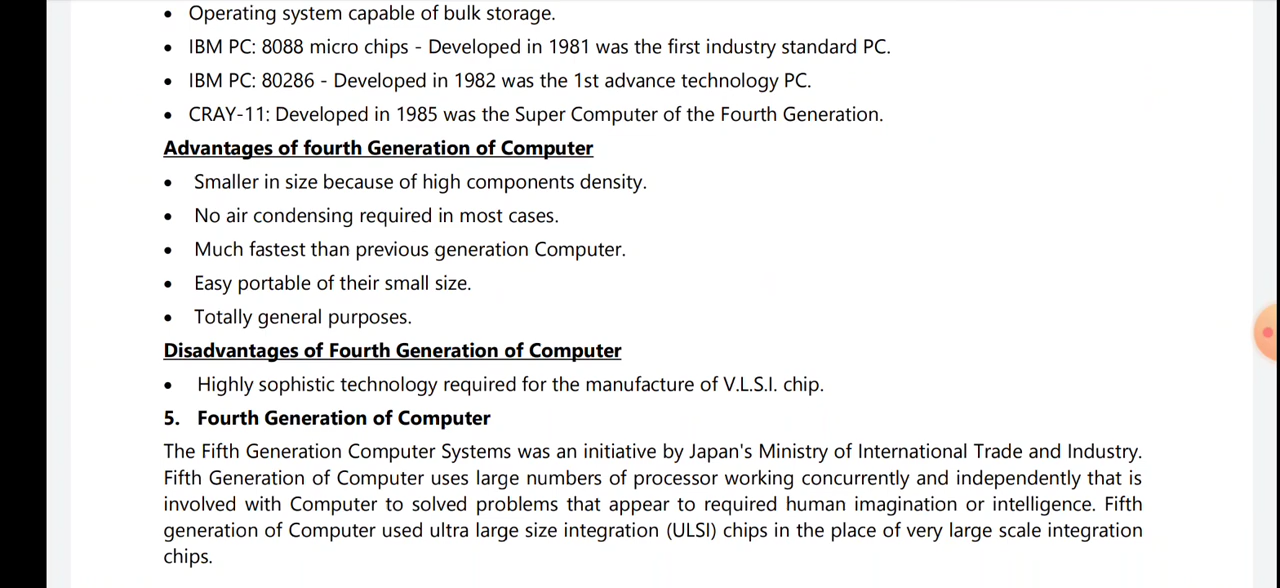 • Operating system capable of bulk storage.
• IBM PC: 8088 micro chips - Developed in 1981 was the first industry standard PC.
• IBM PC: 80286 - Developed in 1982 was the 1st advance technology PC.
• CRAY-11: Developed in 1985 was the Super Computer of the Fourth Generation.
Advantages of fourth Generation of Computer
• Smaller in size because of high components density.
• No air condensing required in most cases.
• Much fastest than previous generation Computer.
• Easy portable of their small size.
• Totally general purposes.
Disadvantages of Fourth Generation of Computer
• Highly sophistic technology required for the manufacture of V.L.S.I. chip.
5. Fourth Generation of Computer
The Fifth Generation Computer Systems was an initiative by Japan's Ministry of International Trade and Industry.
Fifth Generation of Computer uses large numbers of processor working concurrently and independently that is
involved with Computer to solved problems that appear to required human imagination or intelligence. Fifth
generation of Computer used ultra large size integration (ULSI) chips in the place of very large scale integration
chips.